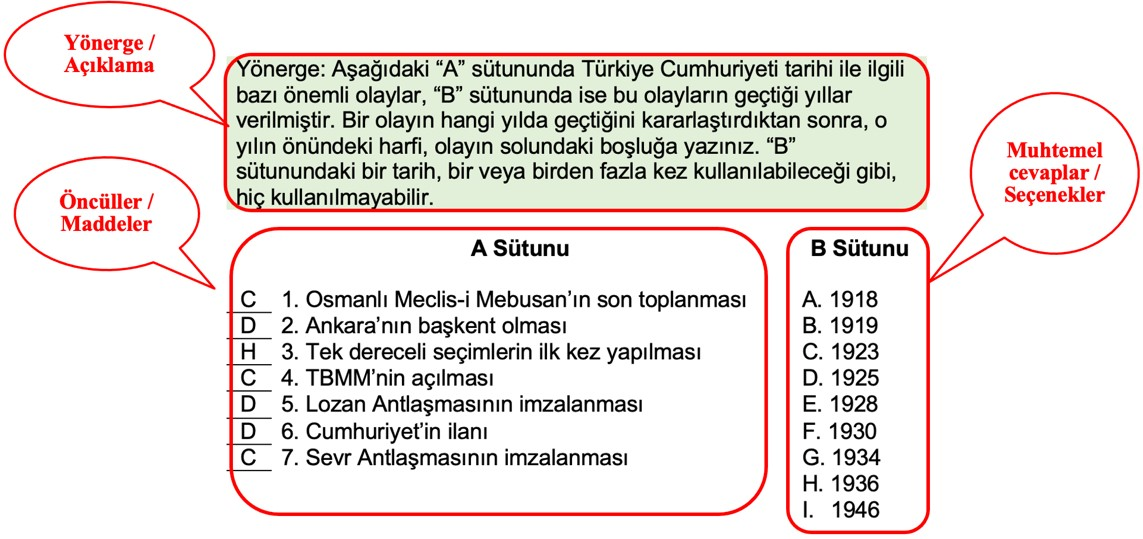 Yönerge /
Açıklama
Yönerge: Aşağıdaki “A” sütununda Türkiye Cumhuriyeti tarihi ile ilgili
bazı önemli olaylar, “B” sütununda ise bu olayların geçtiği yıllar
verilmiştir. Bir olayın hangi yılda geçtiğini kararlaştırdıktan sonra, o
yılın önündeki harfi, olayın solundaki boşluğa yazınız. “B”
sütunundaki bir tarih, bir veya birden fazla kez kullanılabileceği gibi,
hiç kullanılmayabilir.
Öncüller /
Maddeler
Muhtemel
cevaplar /
Seçenekler
A Sütunu
C 1. Osmanlı Meclis-i Mebusan’ın son toplanması
D 2. Ankara’nın başkent olması
H 3. Tek dereceli seçimlerin ilk kez yapılması
C 4. TBMM’nin açılması
D 5. Lozan Antlaşmasının imzalanması
D 6. Cumhuriyet’in ilanı
C 7. Sevr Antlaşmasının imzalanması
B Sütunu
A. 1918
B. 1919
C. 1923
D. 1925
E. 1928
F. 1930
G. 1934
H. 1936
I. 1946